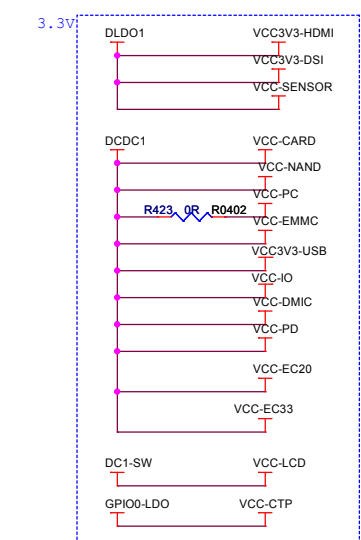 3.3V
DLDO1 VCC3V3-HDMI
VCC3V3-DSI
VCC-SENSOR
DCDC1 VCC-CARD
VCC-NAND
VCC-PC
R423 0R R0402
VCC-EMMC
VCC3V3-USB
VCC-IO
VCC-DMIC
VCC-PD
VCC-EC20
VCC-EC33
DC1-SW VCC-LCD
GPIO0-LDO VCC-CTP